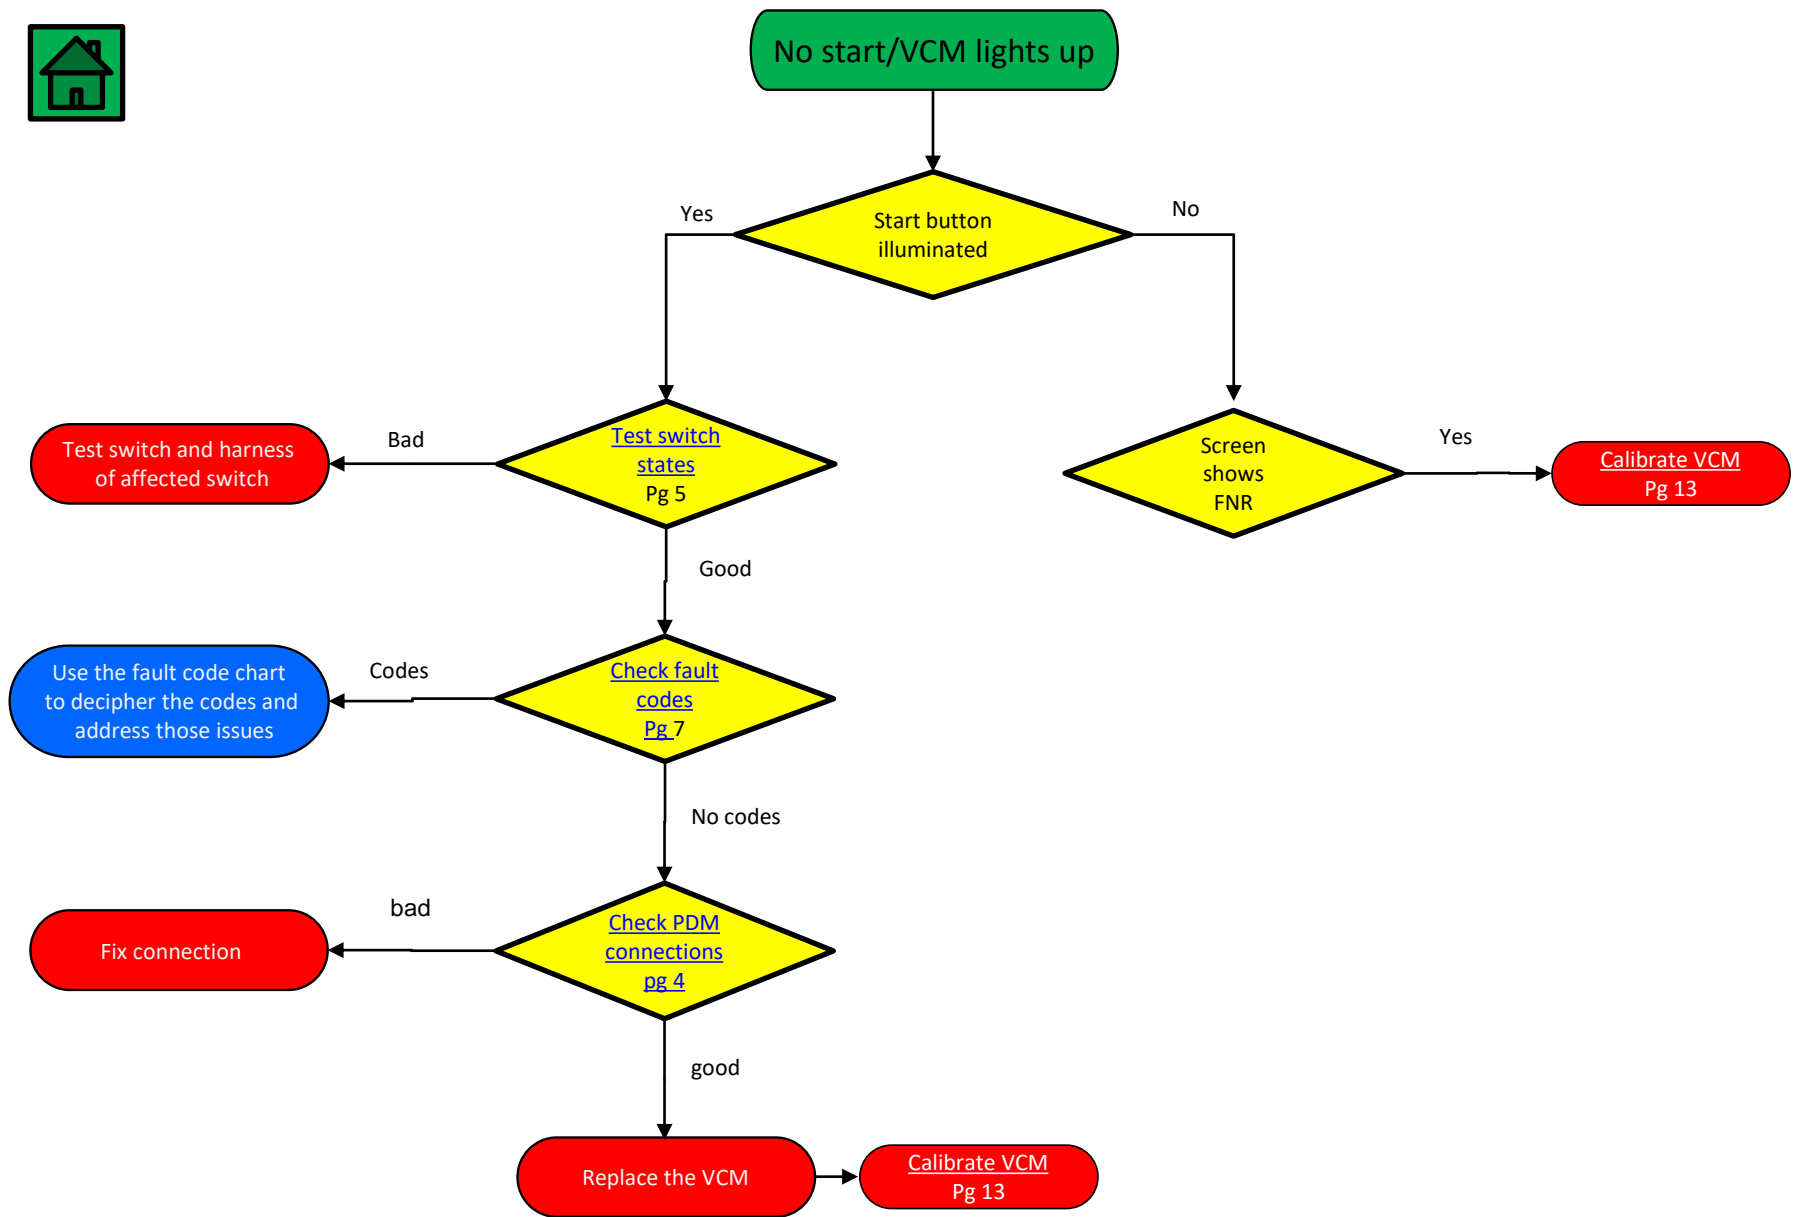 No start/VCM lights up
Start button
illuminated
Yes
No
Test switch
states
Pg 5
Bad
Test switch and harness
of affected switch
Screen
shows
FNR
Yes
Calibrate VCM
Pg 13
Good
Check fault
codes
Pg 7
Codes
Use the fault code chart
to decipher the codes and
address those issues
No codes
Check PDM
connections
pg 4
bad
Fix connection
good
Replace the VCM
Calibrate VCM
Pg 13